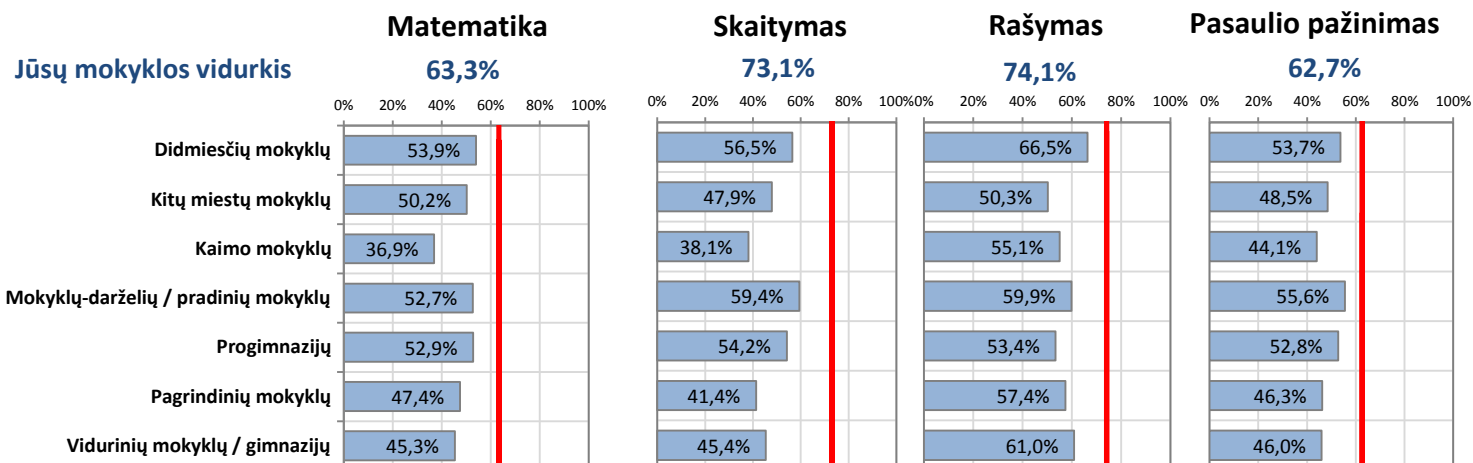 Matematika Skaitymas Rašymas Pasaulio pažinimas
Jūsų mokyklos vidurkis 63,3% 73,1% 74,1% 62,7%
0% 20% 40% 60% 80% 100% 0% 20% 40% 60% 80% 100% 0% 20% 40% 60% 80% 100% 0% 20% 40% 60% 80% 100%
Didmiesčių mokyklų 53,9% 56,5% 66,5% 53,7%
Kitų miestų mokyklų 50,2% 47,9% 50,3% 48,5%
Kaimo mokyklų 36,9% 38,1% 55,1% 44,1%
Mokyklų-darželių / pradinių mokyklų 52,7% 59,4% 59,9% 55,6%
Progimnazijų 52,9% 54,2% 53,4% 52,8%
Pagrindinių mokyklų 47,4% 41,4% 57,4% 46,3%
Vidurinių mokyklų / gimnazijų 45,3% 45,4% 61,0% 46,0%